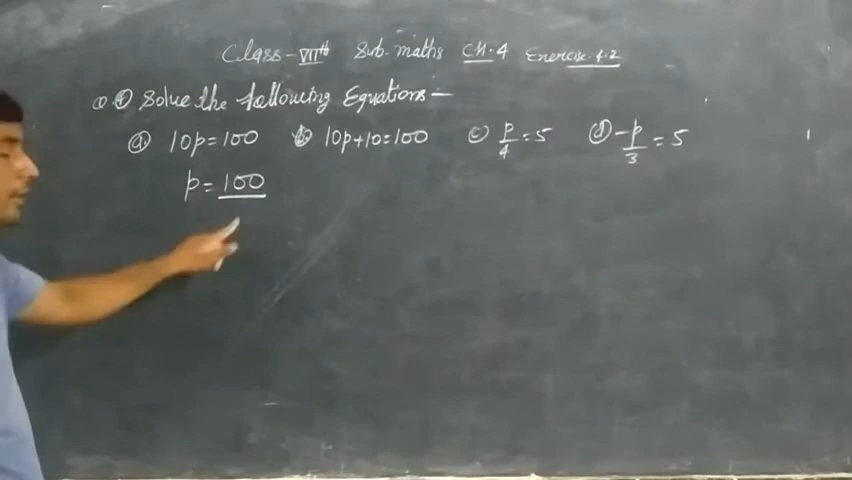 Class-VIIth Sub. maths CH.4 Exercise 4.2
Q.4 Solve the following Equations:-
(a) 10p=100 (b) 10p+10=100 (c) p/4=5 (d) -p/3=5
p=100